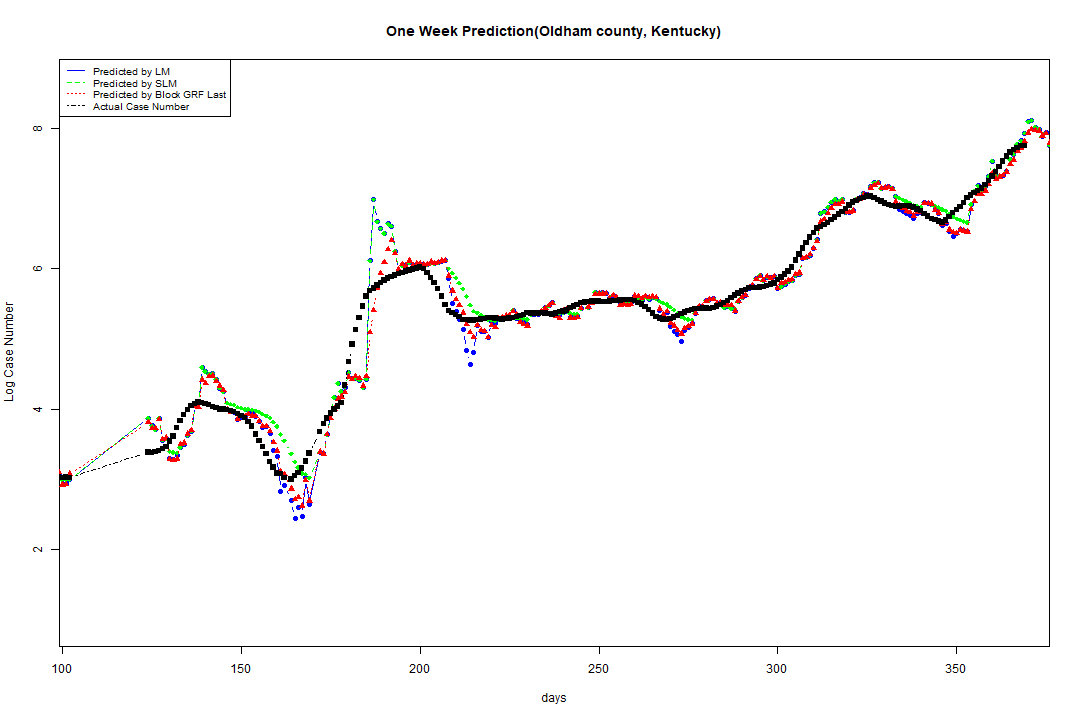 One Week Prediction(Oldham county, Kentucky)
Predicted by LM
Predicted by SLM
Predicted by Block GRF Last
Actual Case Number
8
6
4
2
Log Case Number
100 150 200 250 300 350
days